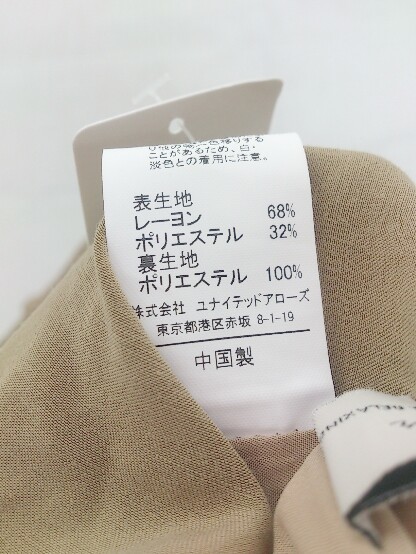 ことがあるため、白・
淡色との着用に注意。
表生地
レーヨン 68%
ポリエステル 32%
裏生地
ポリエステル 100%
株式会社 ユナイテッドアローズ
東京都港区赤坂 8-1-19
中国製
RELAXIN